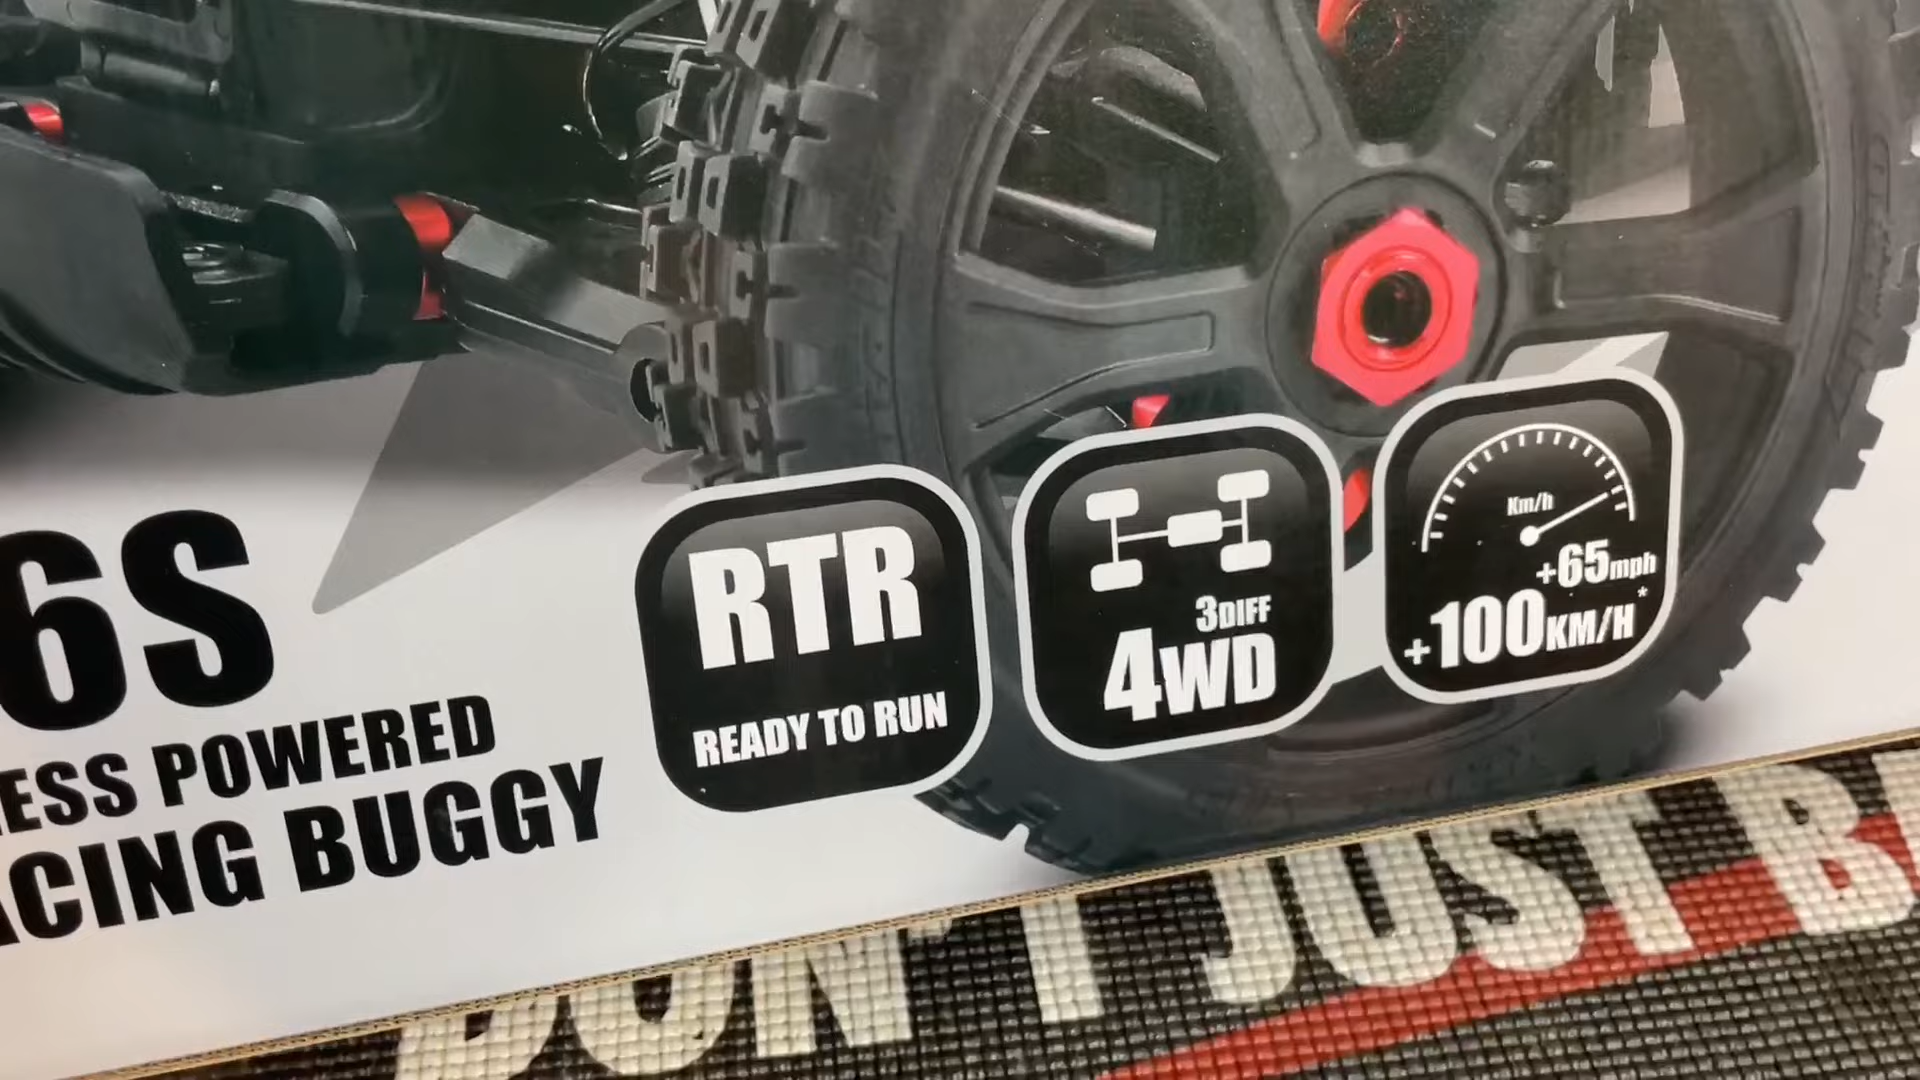 6S
ESS POWERED
ACING BUGGY
RTR
READY TO RUN
3DIFF
4WD
Km/h
+65mph
+100KM/H*
DON'T JUST B